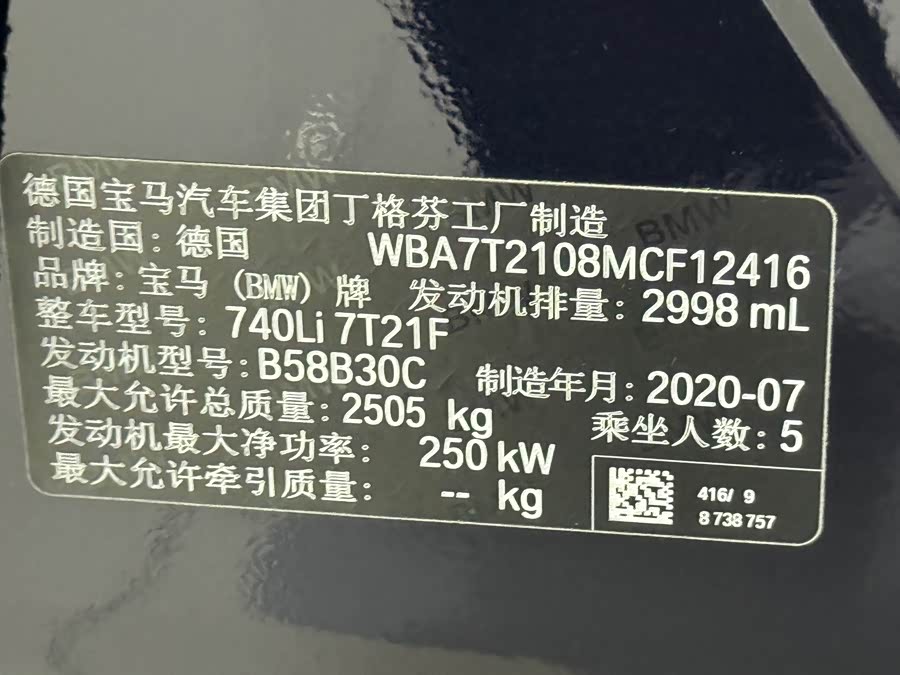 德国宝马汽车集团丁格芬工厂制造
制造国：德国 WBA7T2108MCF12416
品牌：宝马 (BMW) 牌 发动机排量：2998 mL
整车型号：740Li 7T21F
发动机型号：B58B30C 制造年月：2020-07
最大允许总质量：2505 kg 乘坐人数：5
发动机最大净功率： 250 kW
最大允许牵引质量： -- kg
416/ 9
8 738 757
BMW
BMW